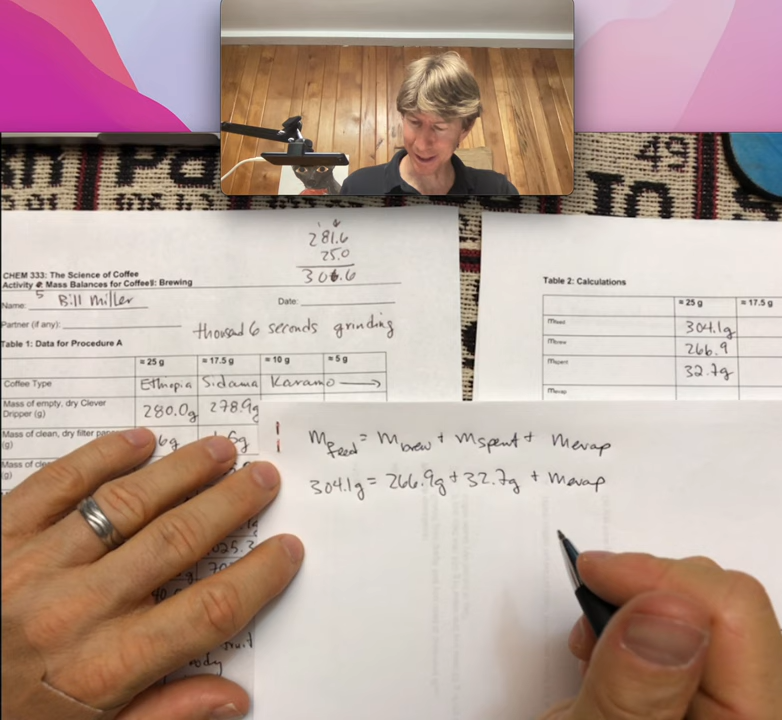 281.6
25.0
306.6
CHEM 333: The Science of Coffee
Activity 5: Mass Balances for Coffees: Brewing
Name: Bill Miller
Date:
Partner (if any):
thousand 6 seconds grinding
Table 1: Data for Procedure A
≈ 25 g ≈ 17.5 g ≈ 10 g ≈ 5 g
Coffee Type Ethiopia Sidama Karamo
Mass of empty, dry Clever Dripper (g) 280.0g 278.9g
Mass of clean, dry filter
(g)
Mass of
Table 2: Calculations
≈ 25 g ≈ 17.5 g
mfeed 304.1g
mbrew 266.9
mspent 32.7g
mevap
mfeed = mbrew + mspent + mevap
304.1g = 266.9g + 32.7g + mevap